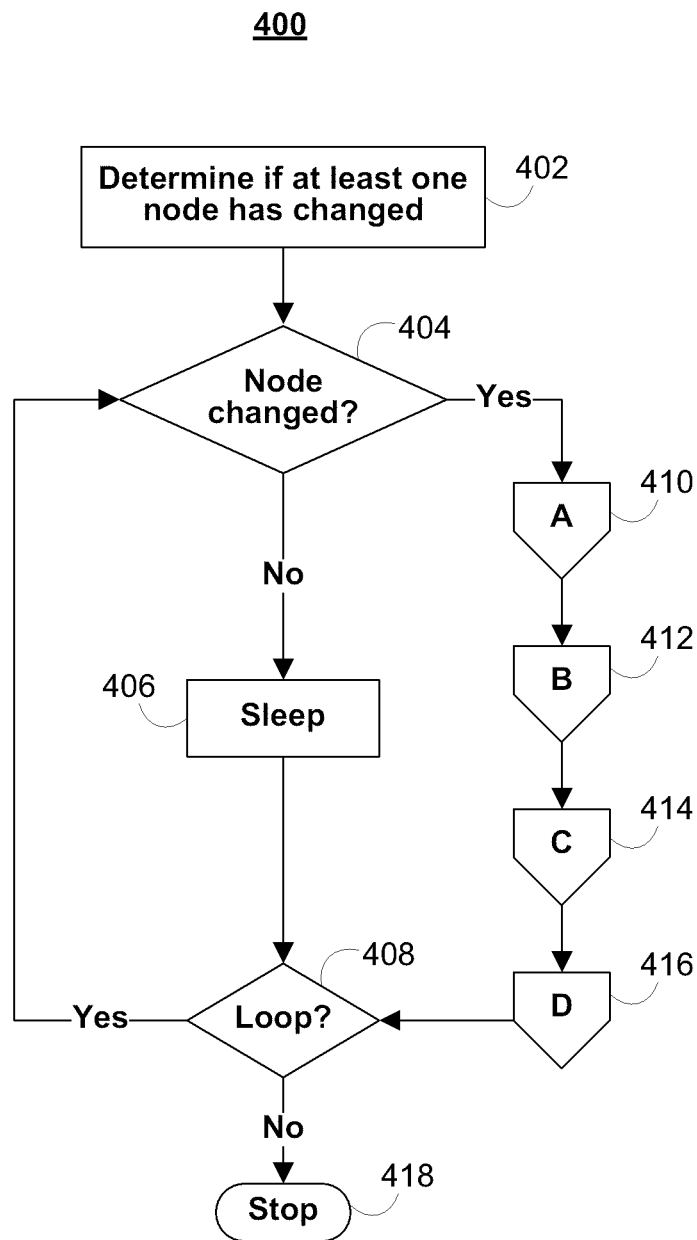 400
Determine if at least one
node has changed
402
404
Node
changed?
Yes
410
A
No
412
B
406
Sleep
414
C
408
416
Yes
Loop?
D
No
418
Stop